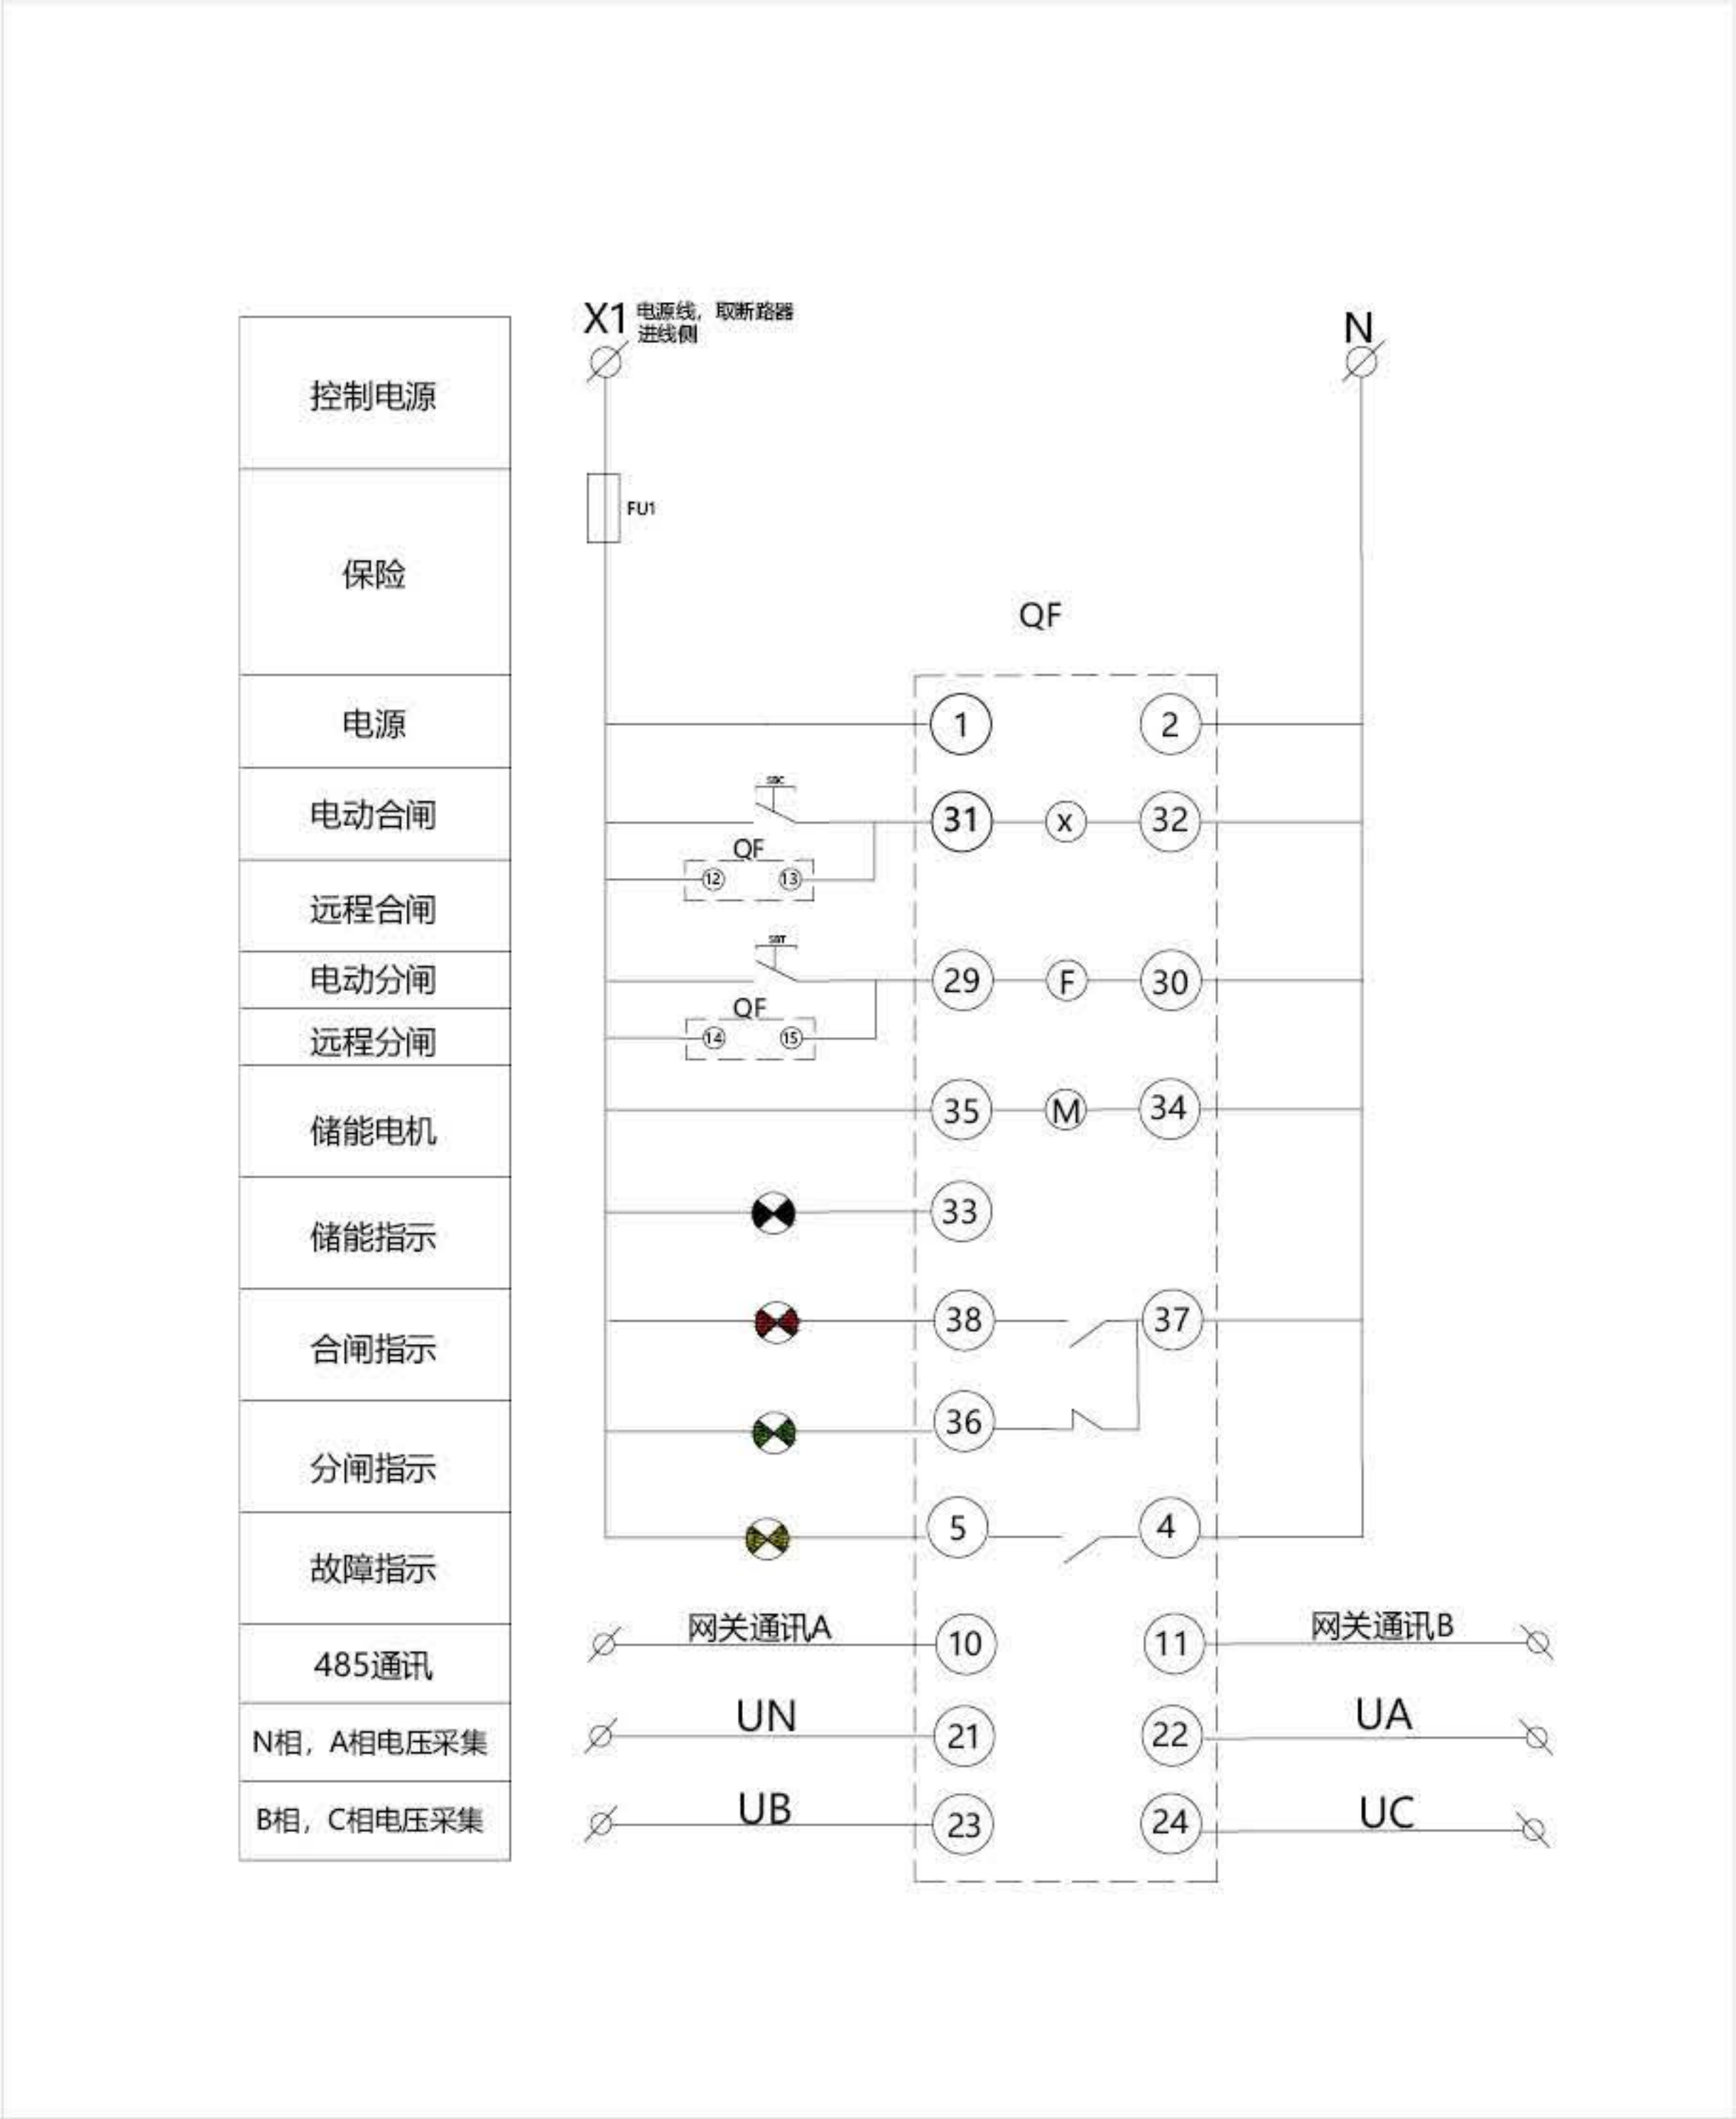 X1 电源线，取断路器
进线侧
N
控制电源
FU1
保险
QF
电源
1
2
SBC
电动合闸
31
x
32
QF
12
13
远程合闸
SBT
电动分闸
29
F
30
QF
14
15
远程分闸
储能电机
35
M
34
储能指示
33
合闸指示
38
37
分闸指示
36
故障指示
5
4
485通讯
网关通讯A
10
11
网关通讯B
N相，A相电压采集
UN
21
22
UA
B相，C相电压采集
UB
23
24
UC